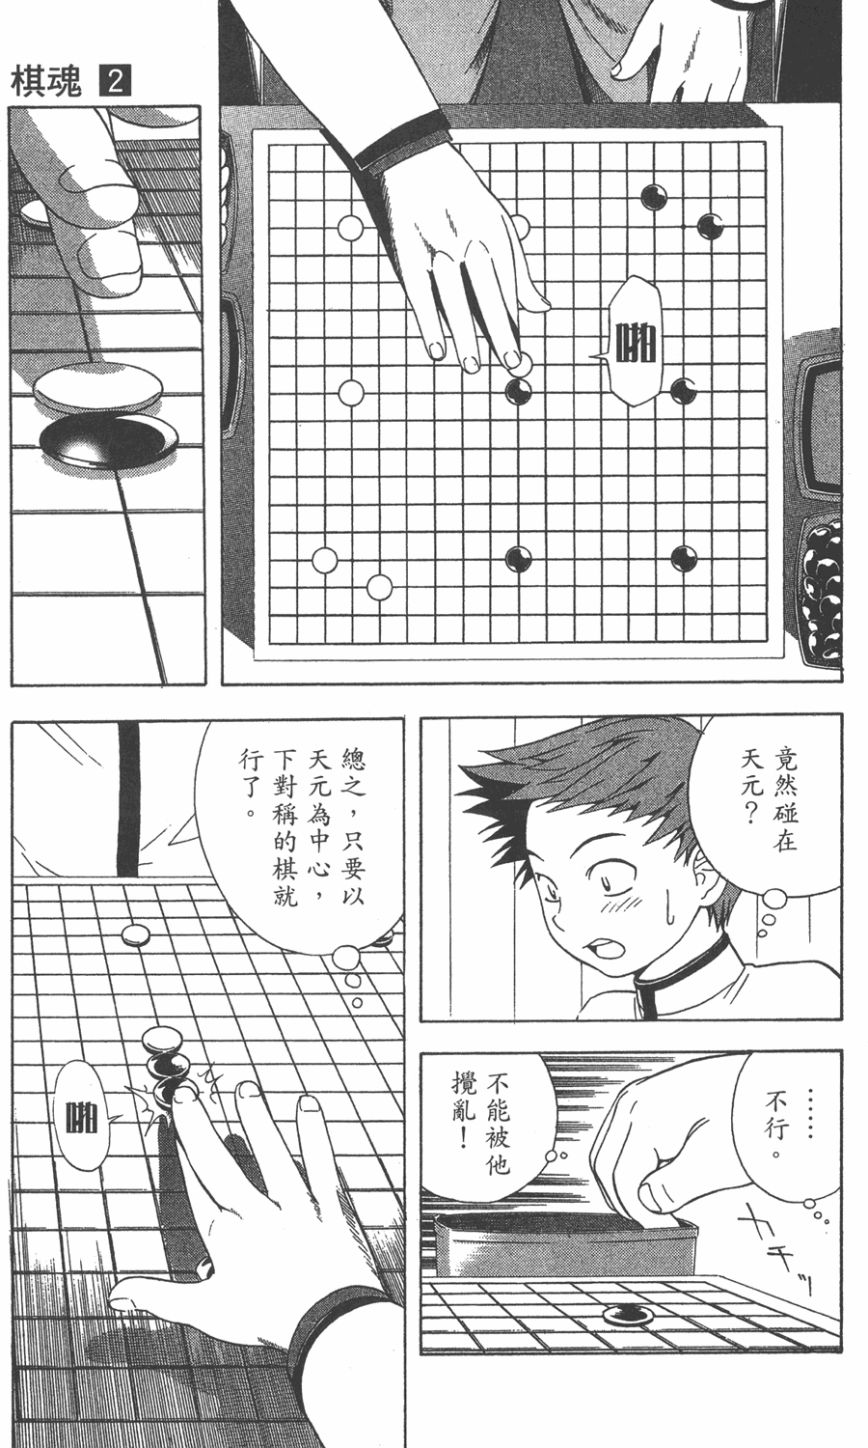 棋魂 2
啪
竟然碰在
天元？
……
不行。
不能被他
攪亂！
カチッ
總之，只要以
天元為中心，
下對稱的棋就
行了。
啪